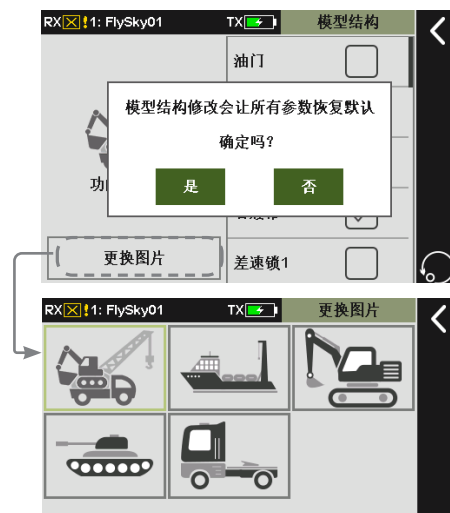 RX !1: FlySky01 TX 模型结构
油门
模型结构修改会让所有参数恢复默认
确定吗?
功
是 否
更换图片
差速锁1
RX !1: FlySky01 TX 更换图片